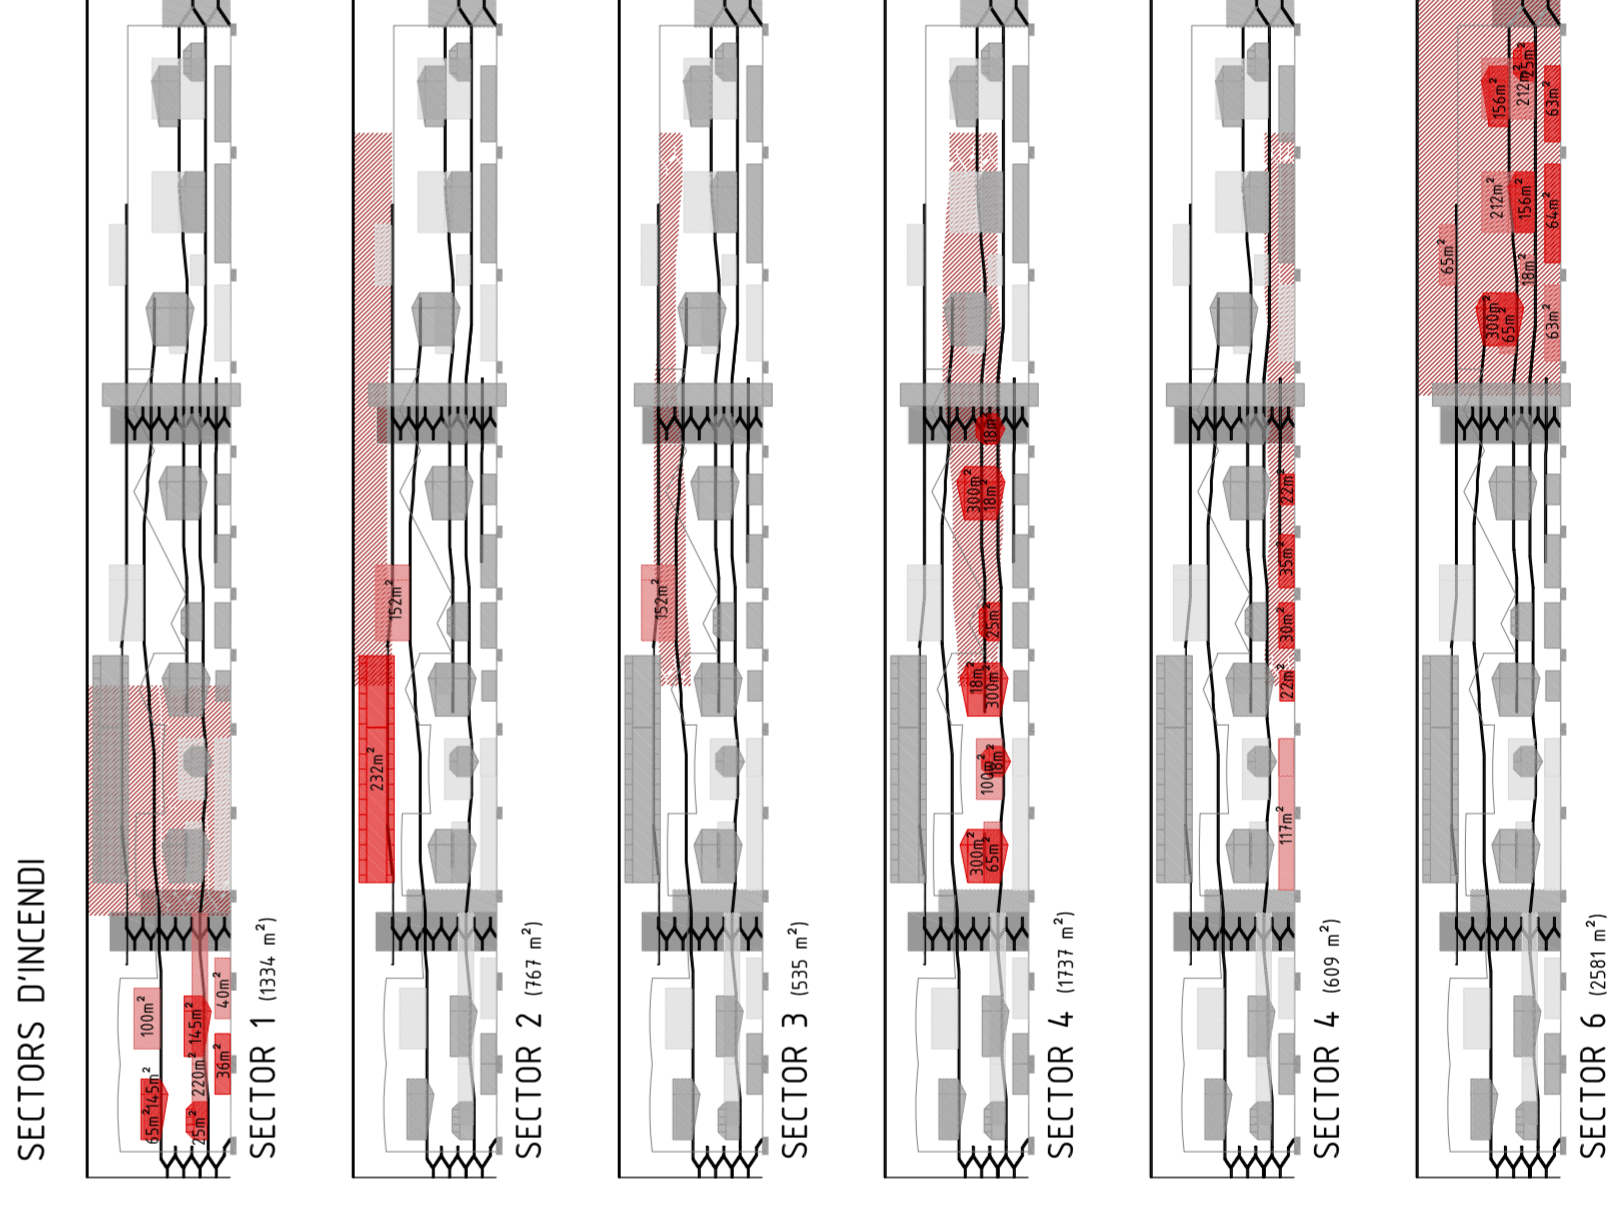 SECTORS D'INCENDI
65m² 145m²
100m²
25m² 220m² 145m²
36m² 40m²
SECTOR 1 (1334 m²)
232m² 152m²
SECTOR 2 (767 m²)
152m²
SECTOR 3 (535 m²)
300m² 18m² 300m²
65m² 100m² 18m² 300m² 25m² 18m² 18m²
SECTOR 4 (1737 m²)
117m² 22m² 30m² 35m² 22m²
SECTOR 4 (609 m²)
65m²
300m² 212m² 156m²
65m² 18m² 156m² 212m² 25m²
63m² 64m² 63m²
SECTOR 6 (2581 m²)